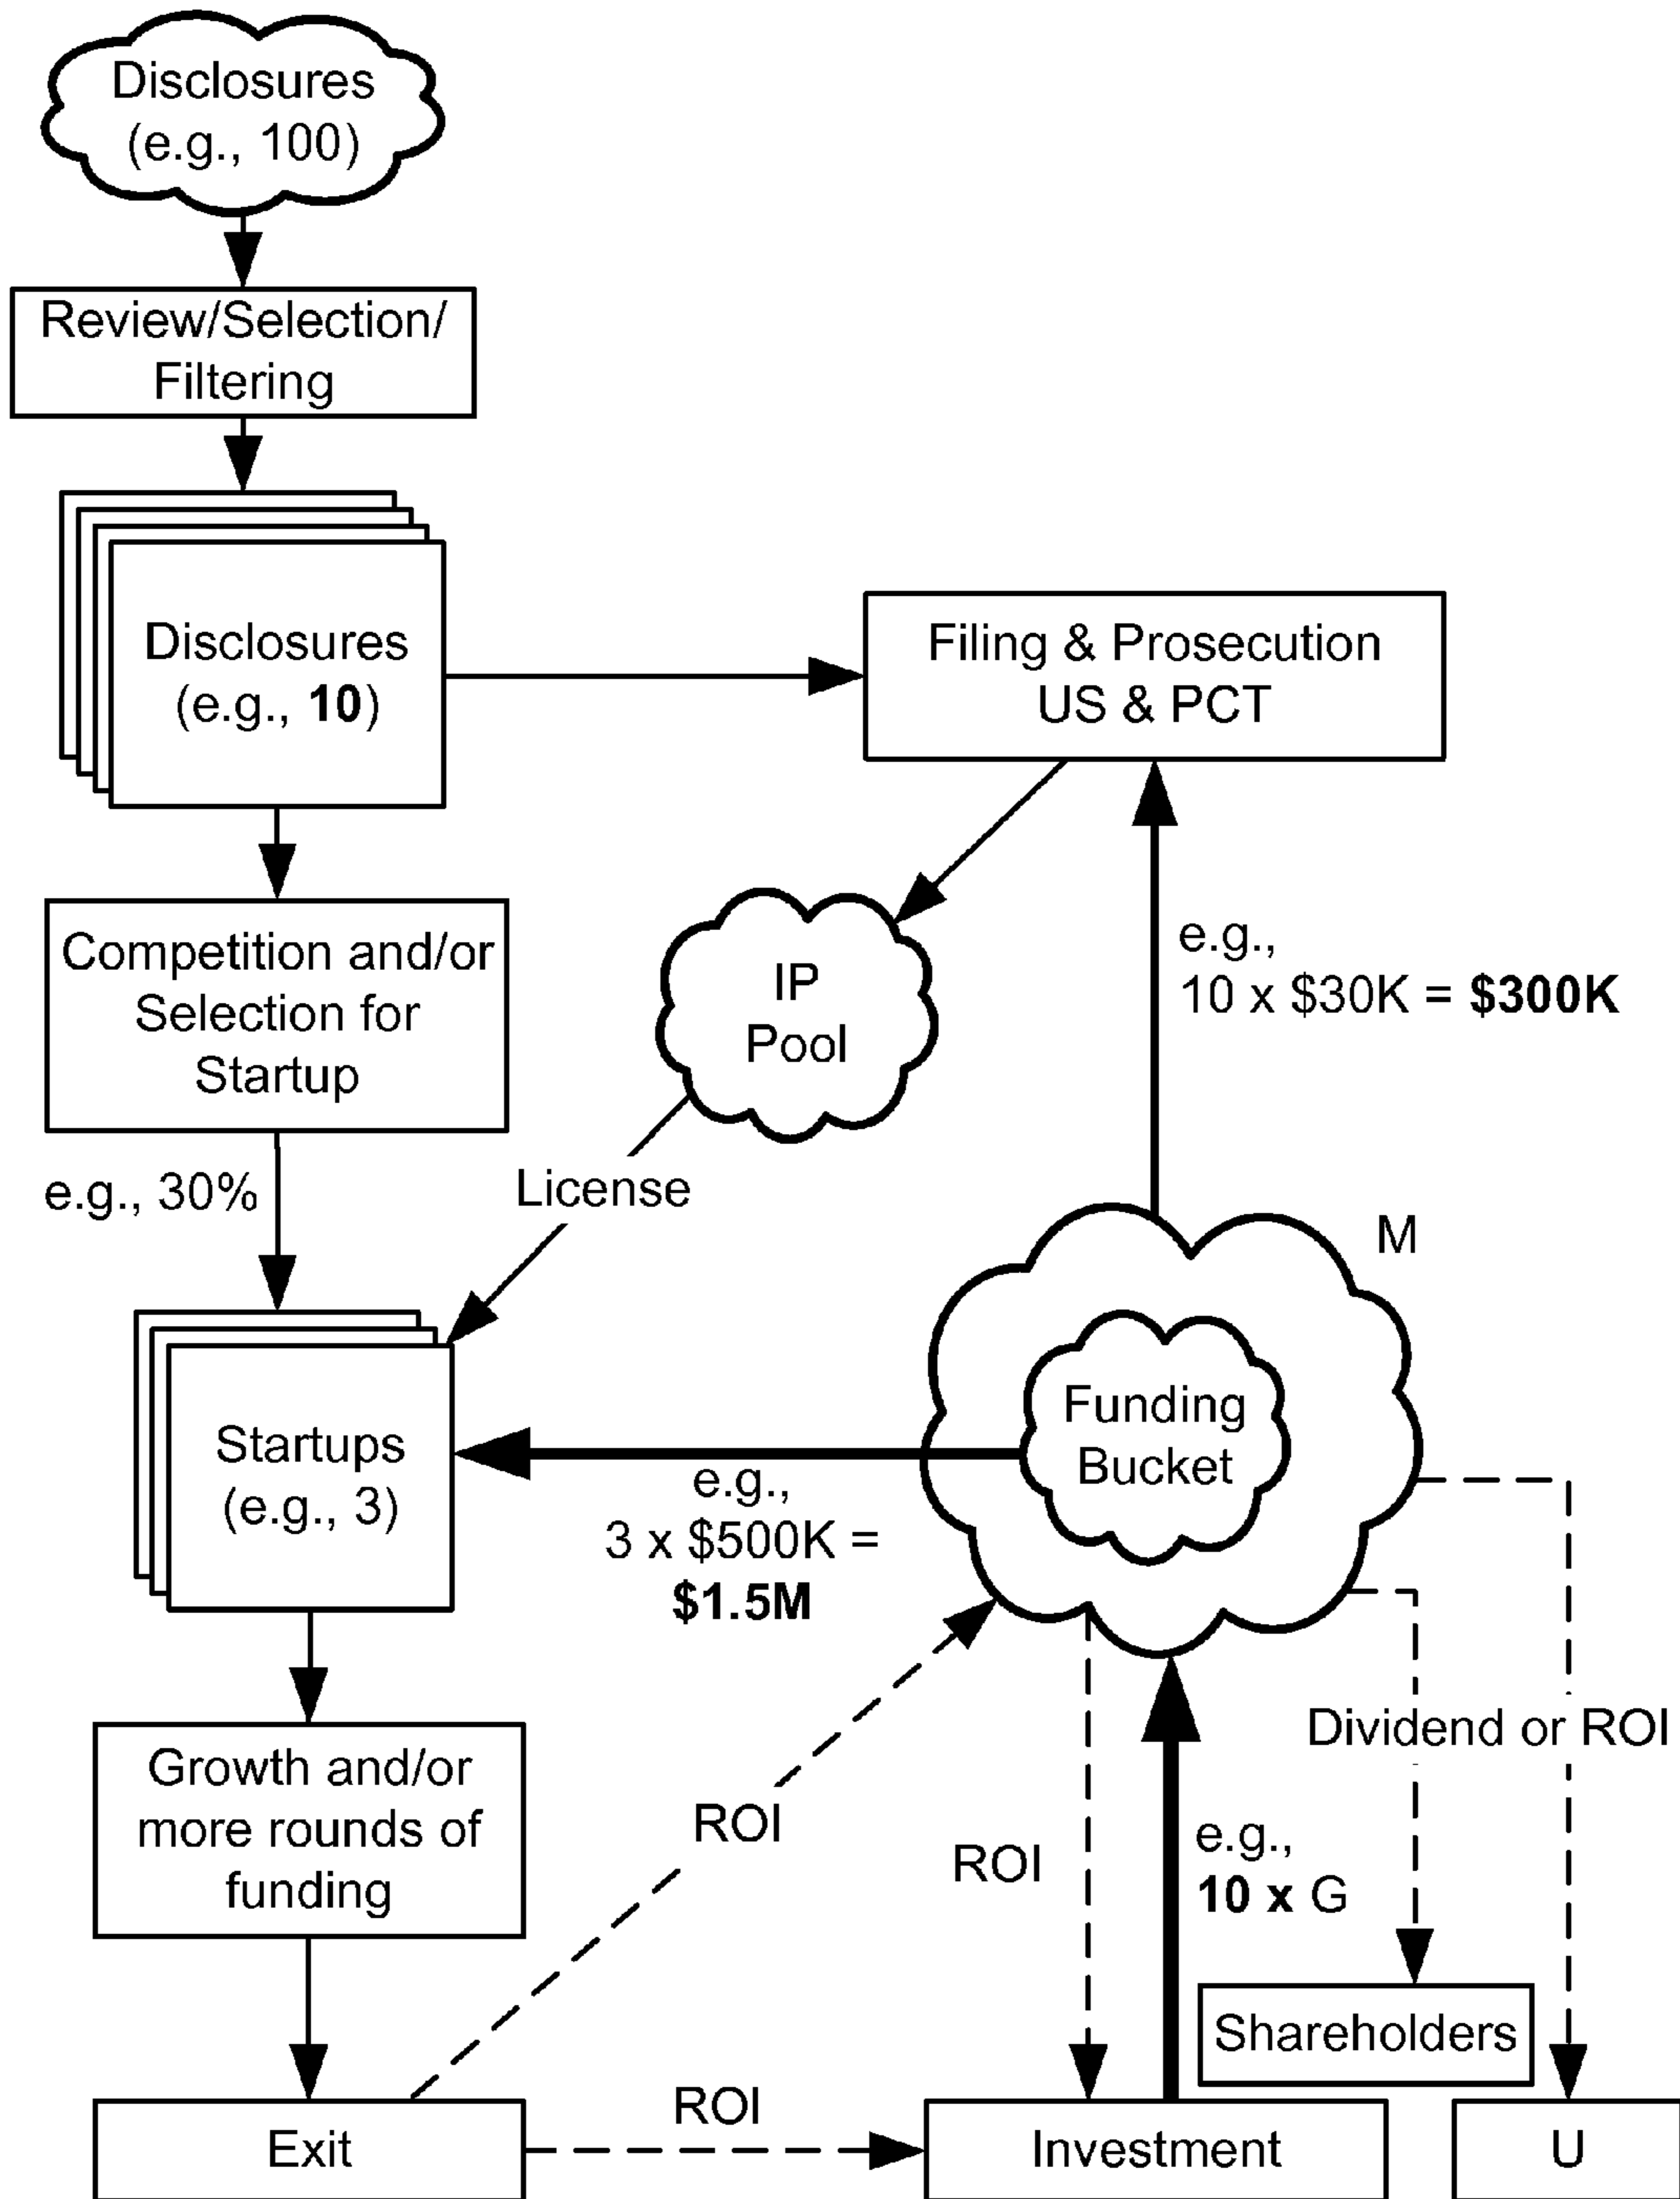 Disclosures
(e.g., 100)
Review/Selection/
Filtering
Disclosures
(e.g., 10)
Filing & Prosecution
US & PCT
Competition and/or
Selection for
Startup
IP
Pool
e.g.,
10 x $30K = $300K
e.g., 30%
License
M
Startups
(e.g., 3)
Funding
Bucket
e.g.,
3 x $500K =
$1.5M
Growth and/or
more rounds of
funding
ROI
ROI
e.g.,
10 x G
Dividend or ROI
Shareholders
Exit
ROI
Investment
U